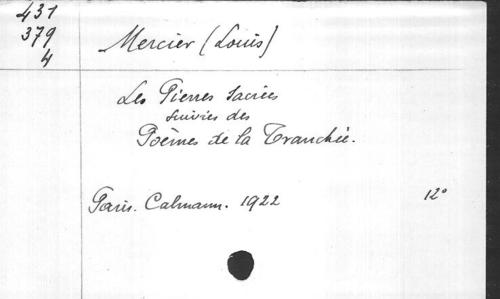 431
379
4
Mercier (Louis)
Les Pierres Sacrées
suivies des
Poèmes de la Tranchée.
Paris. Calmann. 1922 12°